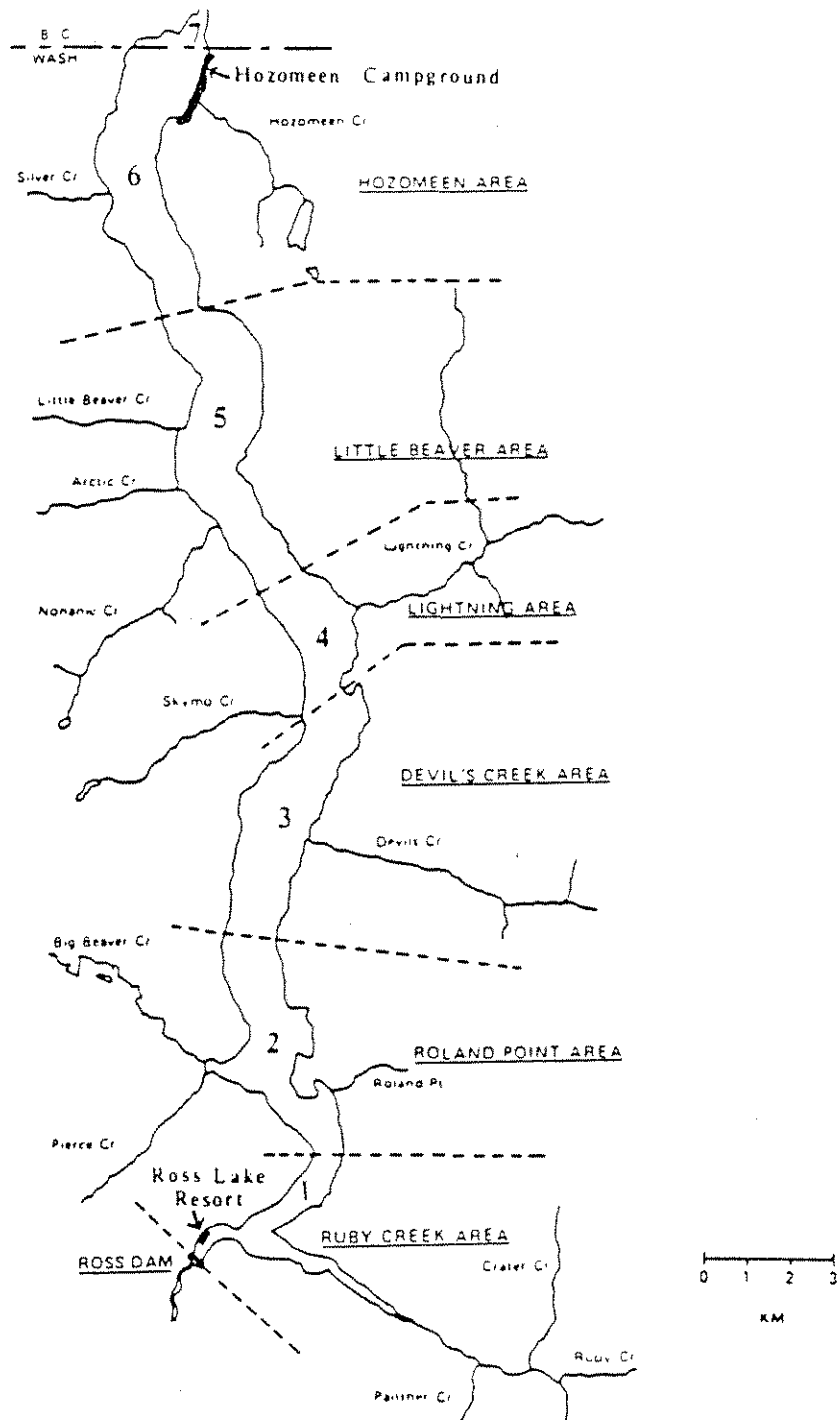 B C
WASH
Hozomeen Campground
Hozomeen Cr
Silver Cr
6
HOZOMEEN AREA
Little Beaver Cr
5
LITTLE BEAVER AREA
Arctic Cr
Lightning Cr
Nohanic Cr
LIGHTNING AREA
4
Skymo Cr
DEVIL'S CREEK AREA
3
Devils Cr
Big Beaver Cr
2
ROLAND POINT AREA
Roland Pt
Pierce Cr
Ross Lake
Resort
1
RUBY CREEK AREA
ROSS DAM
Crater Cr
0 1 2 3
KM
Ruby Cr
Panther Cr